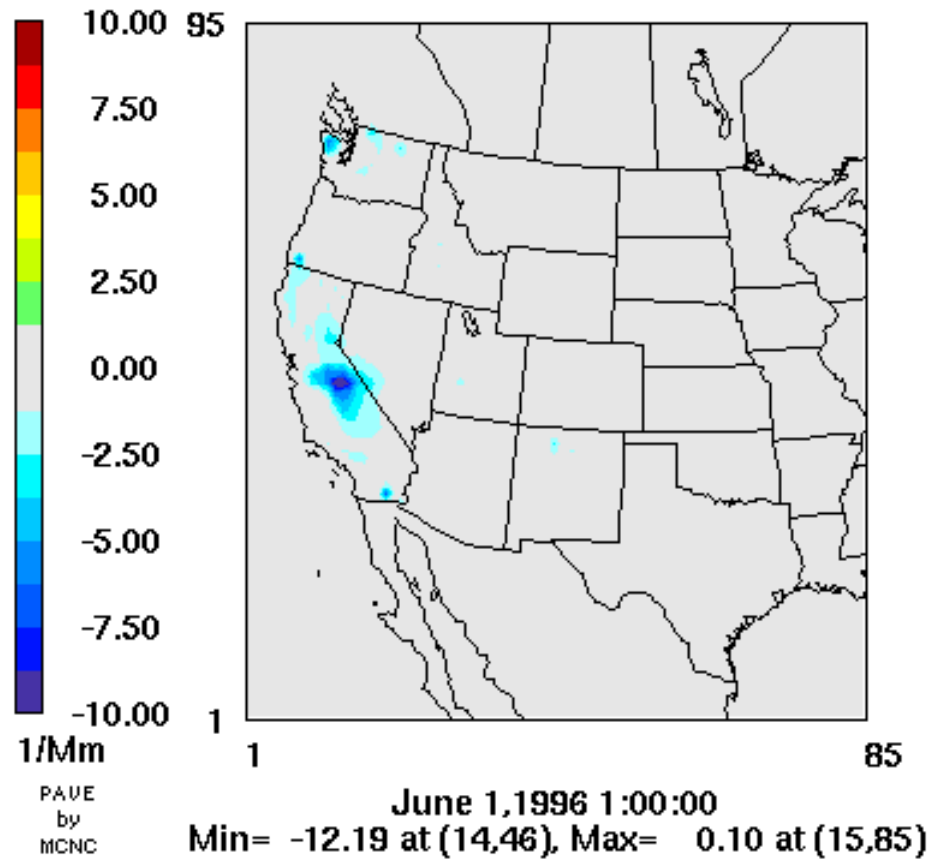 10.00
7.50
5.00
2.50
0.00
-2.50
-5.00
-7.50
-10.00
1/Mm
PAVE
by
MCNC
95
1
1
85
June 1,1996 1:00:00
Min= -12.19 at (14,46), Max= 0.10 at (15,85)